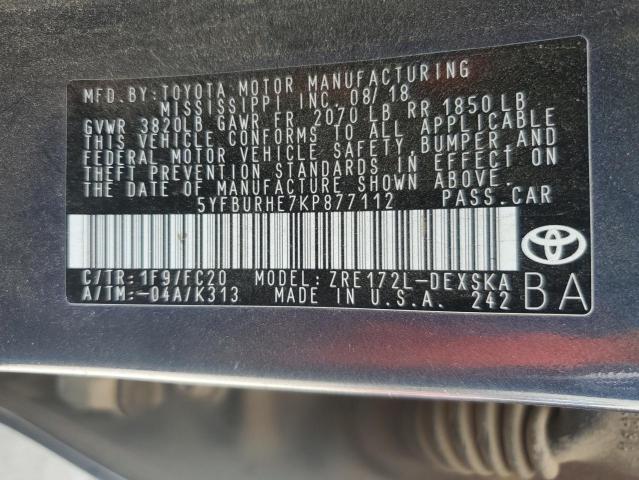 MFD.BY:TOYOTA MOTOR MANUFACTURING
MISSISSIPPI INC. 08/18
GVWR 3820LB GAWR FR 2070 LB RR 1850 LB
THIS VEHICLE CONFORMS TO ALL APPLICABLE
FEDERAL MOTOR VEHICLE SAFETY, BUMPER, AND
THEFT PREVENTION STANDARDS IN EFFECT ON
THE DATE OF MANUFACTURE SHOWN ABOVE.
5YFBURHE7KP877112 PASS.CAR
C/TR:1F9/FC20 MODEL:ZRE172L-DEXSKA
A/TM:-04A/K313 MADE IN U.S.A. 242
BA